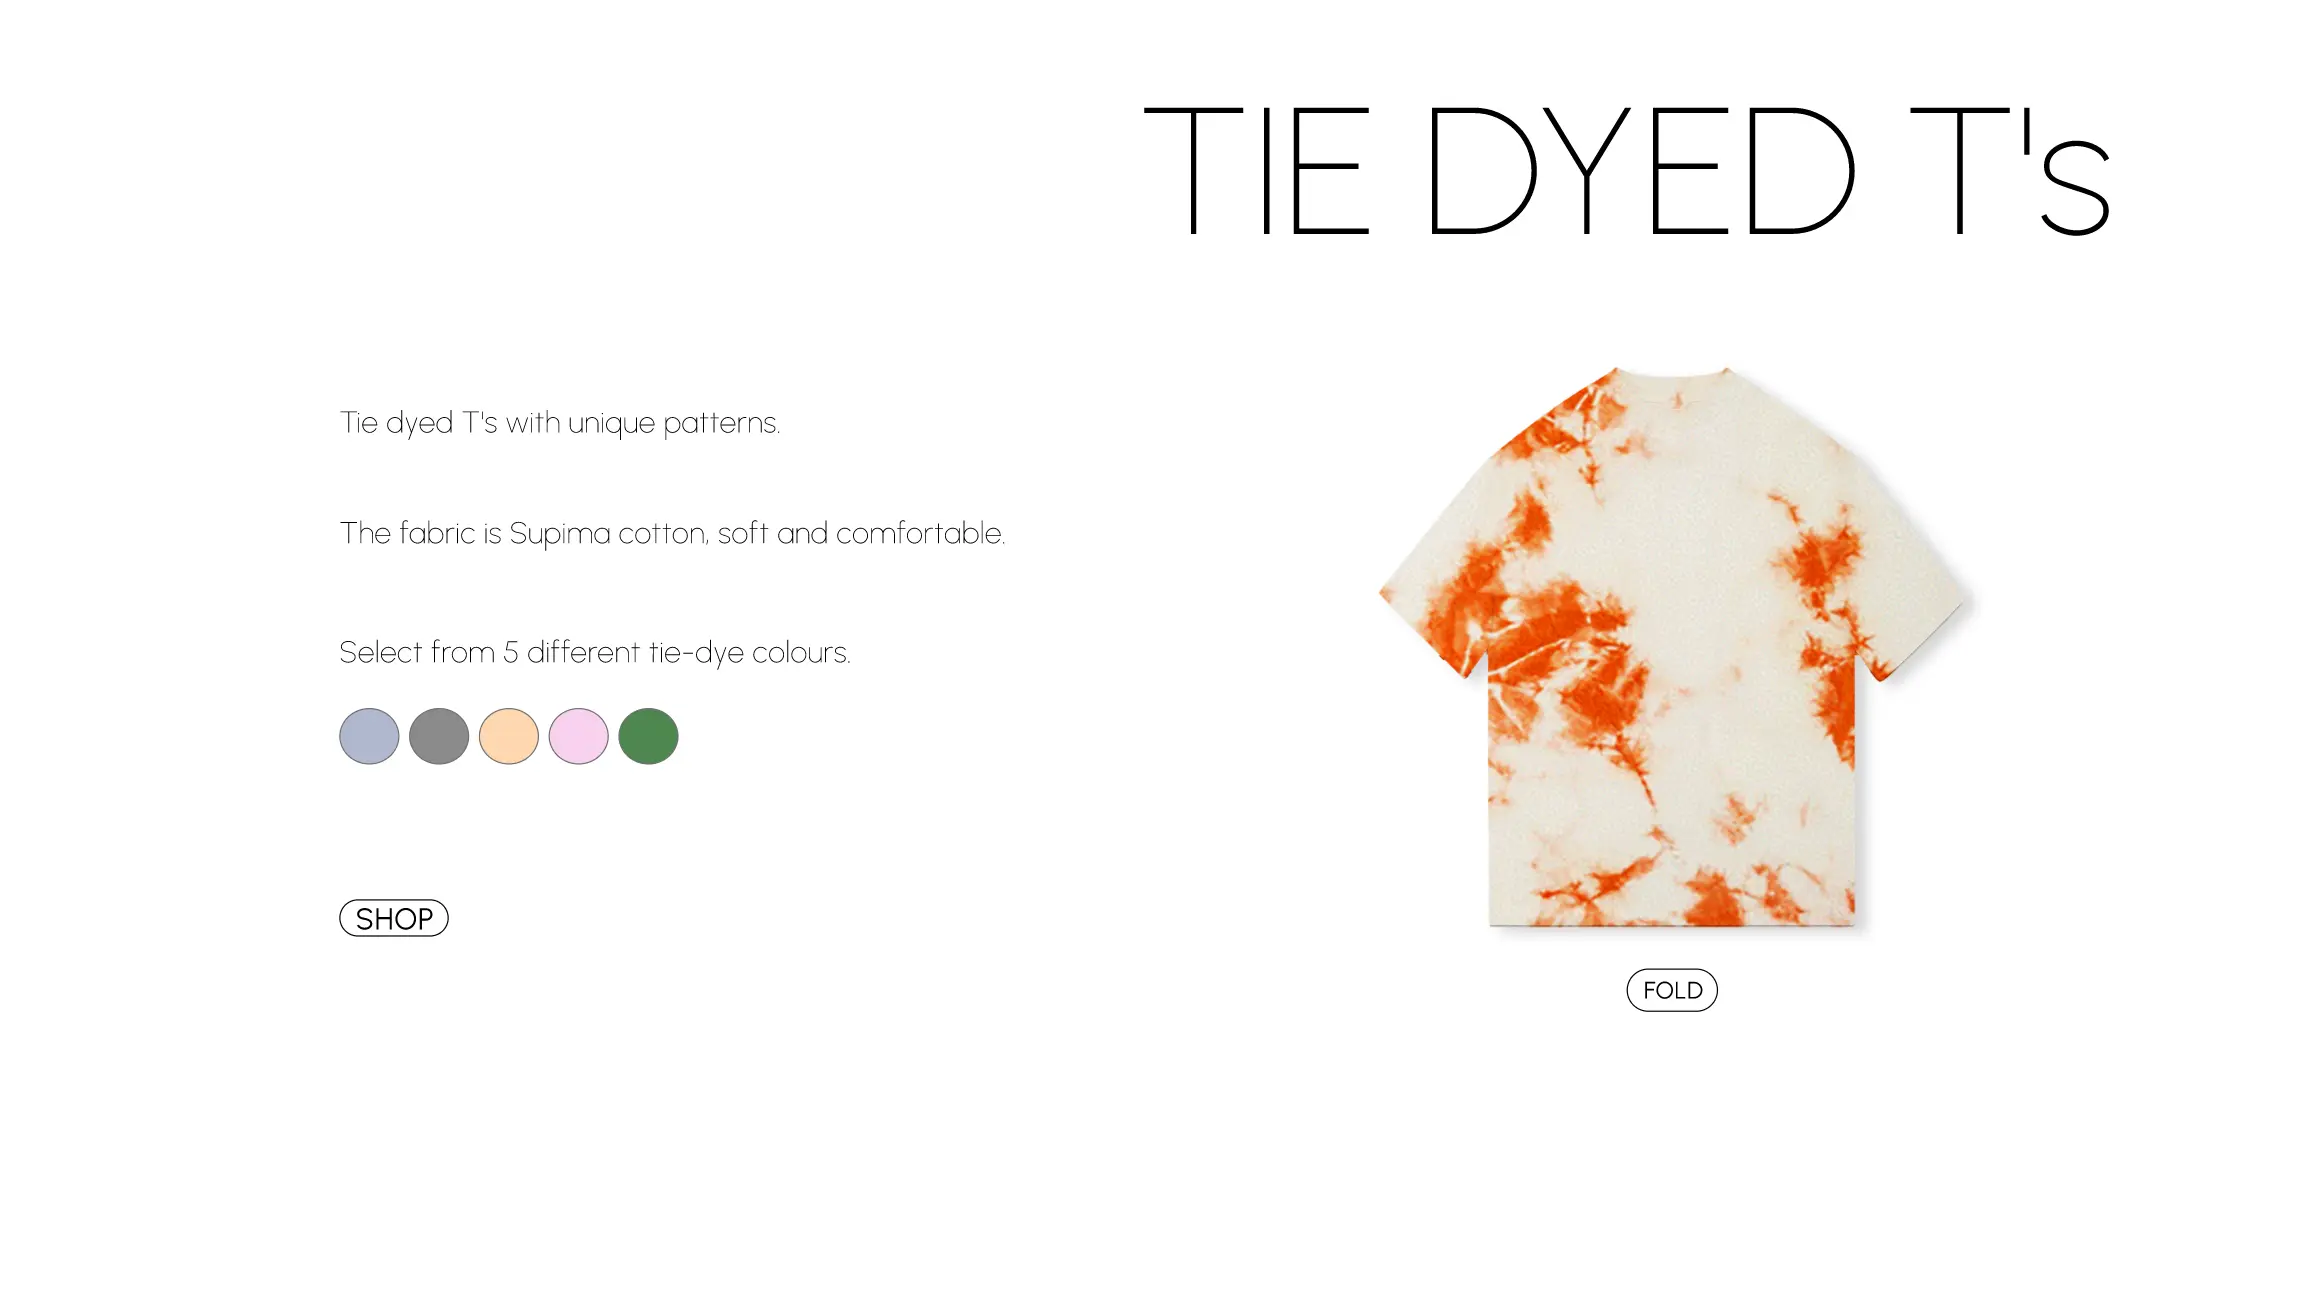 TIE DYED T's
Tie dyed T's with unique patterns.
The fabric is Supima cotton, soft and comfortable.
Select from 5 different tie-dye colours.
SHOP
FOLD